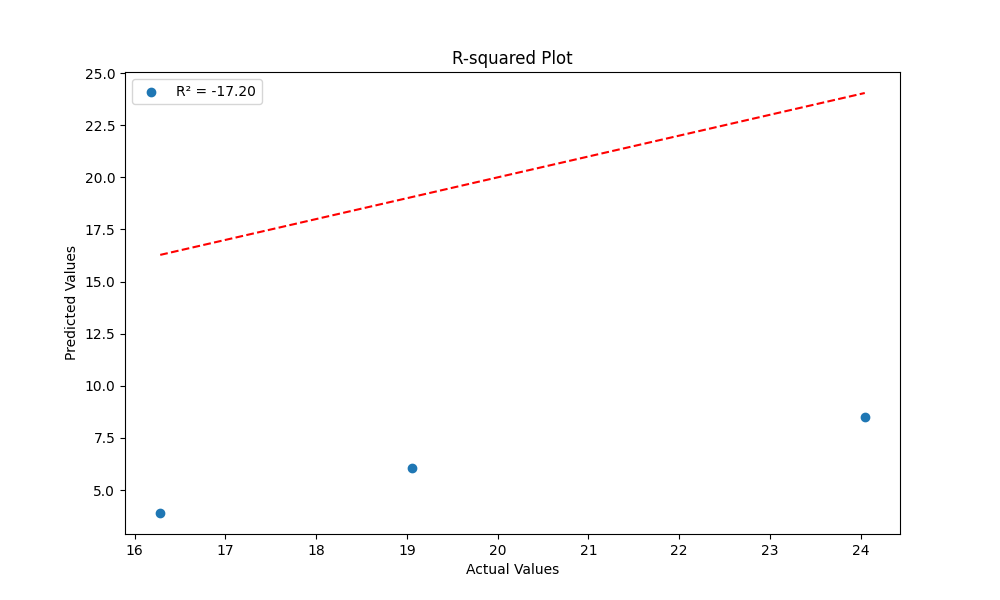 R-squared Plot
R² = -17.20
25.0
22.5
20.0
17.5
15.0
12.5
10.0
7.5
5.0
Predicted Values
16 17 18 19 20 21 22 23 24
Actual Values